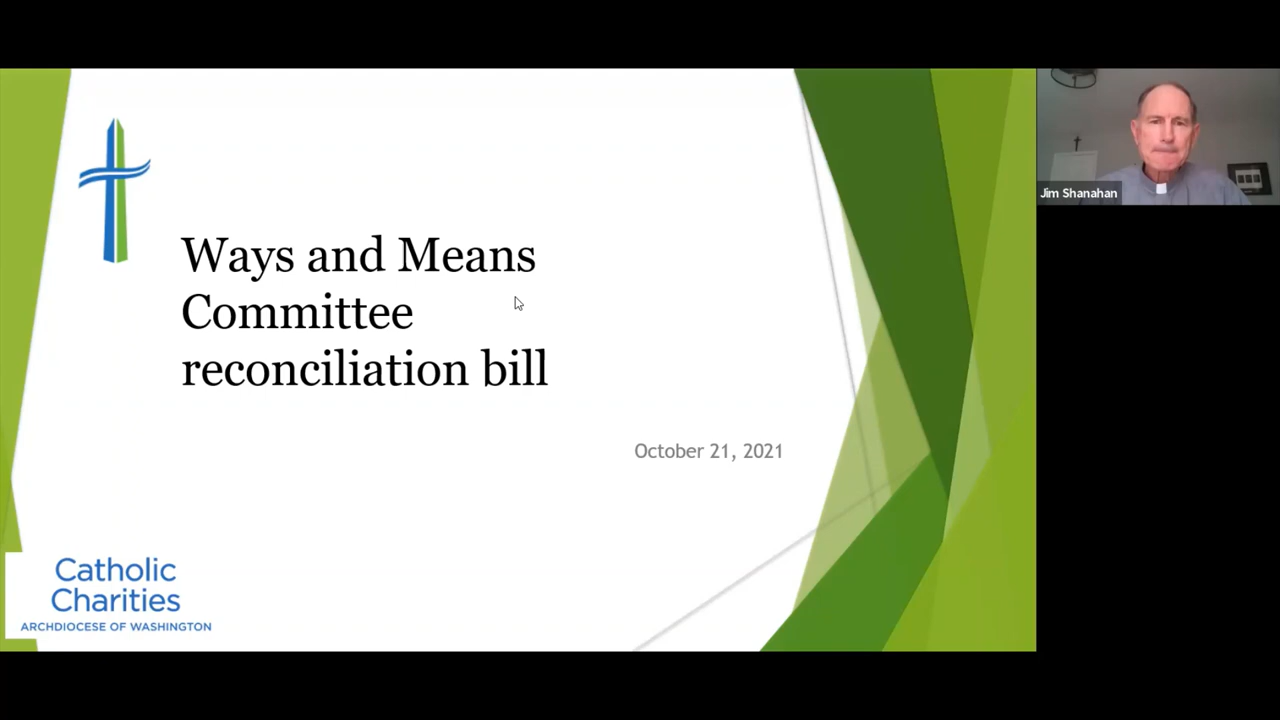 Ways and Means
Committee
reconciliation bill
October 21, 2021
Catholic
Charities
ARCHDIOCESE OF WASHINGTON
Jim Shanahan